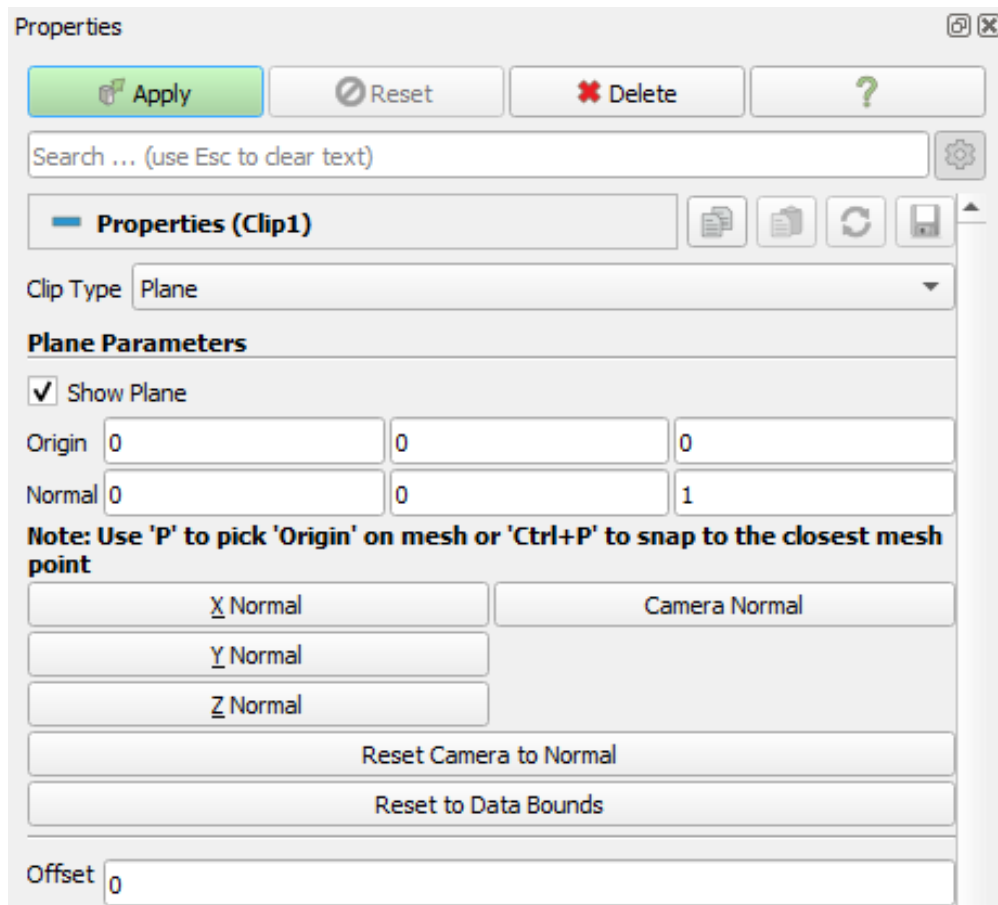 Properties
Apply Reset Delete ?
Search ... (use Esc to clear text)
Properties (Clip1)
Clip Type Plane
Plane Parameters
Show Plane
Origin 0 0 0
Normal 0 0 1
Note: Use 'P' to pick 'Origin' on mesh or 'Ctrl+P' to snap to the closest mesh
point
X Normal Camera Normal
Y Normal
Z Normal
Reset Camera to Normal
Reset to Data Bounds
Offset 0